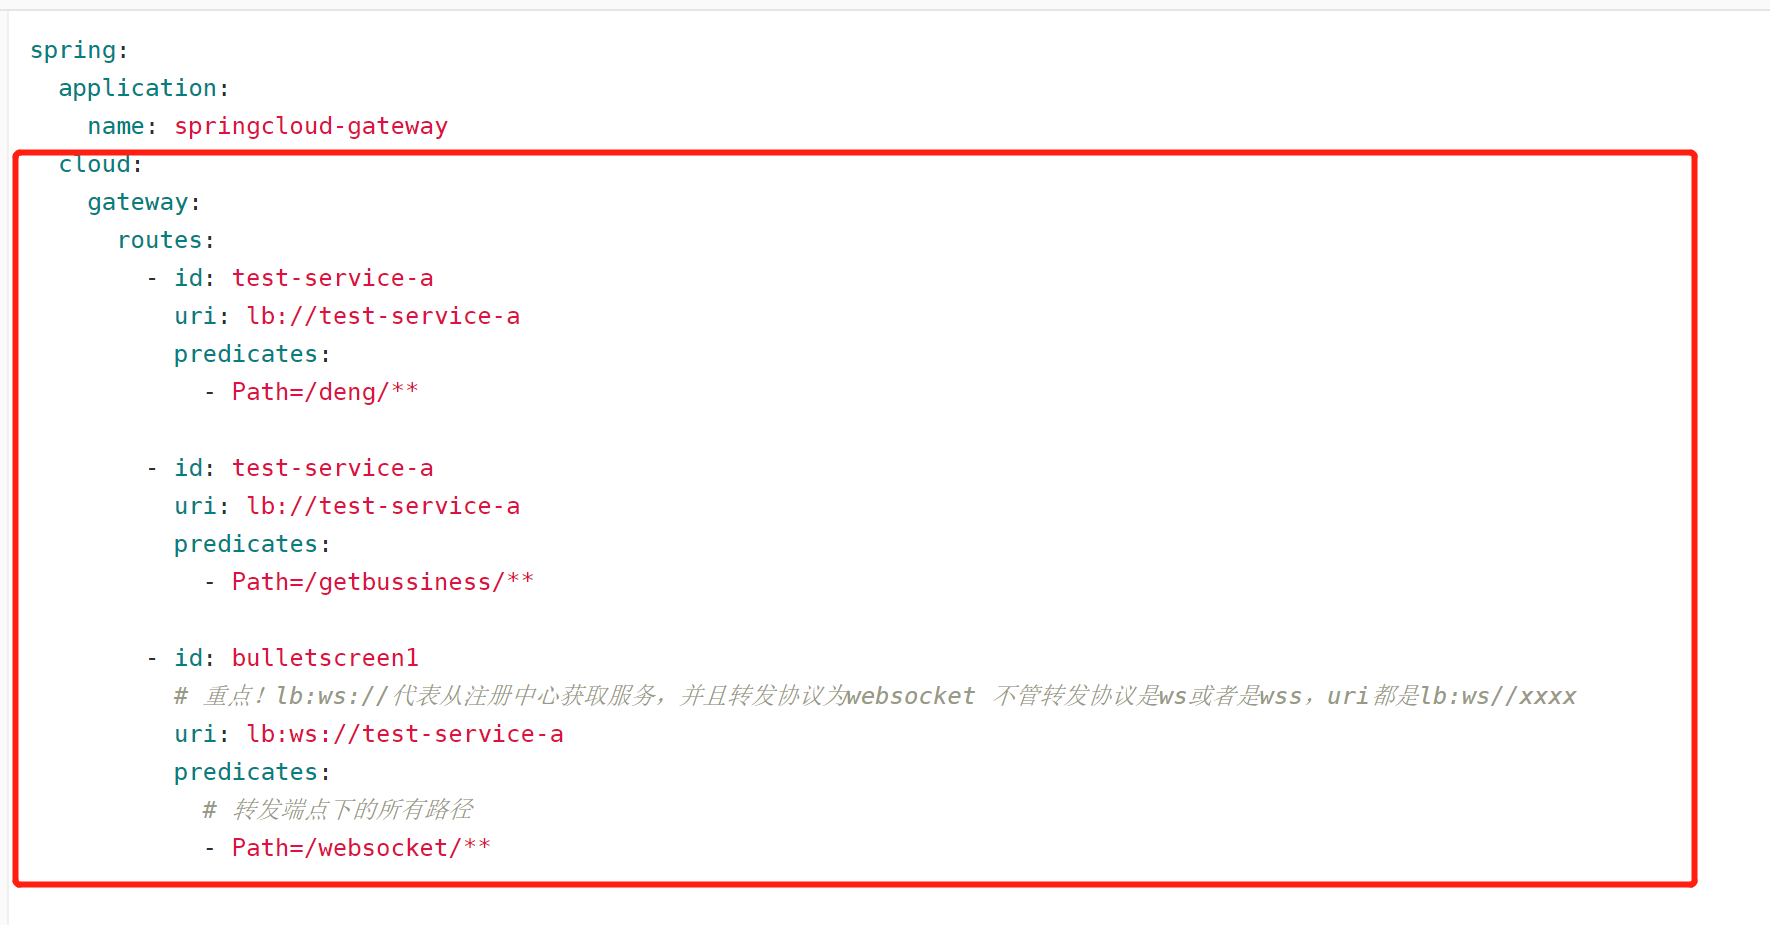 spring:
  application:
    name: springcloud-gateway
  cloud:
    gateway:
      routes:
        - id: test-service-a
          uri: lb://test-service-a
          predicates:
            - Path=/deng/**

        - id: test-service-a
          uri: lb://test-service-a
          predicates:
            - Path=/getbussiness/**

        - id: bulletscreen1
          # 重点！lb:ws://代表从注册中心获取服务，并且转发协议为websocket 不管转发协议是ws或者是wss，uri都是lb:ws//xxxx
          uri: lb:ws://test-service-a
          predicates:
            # 转发端点下的所有路径
            - Path=/websocket/**